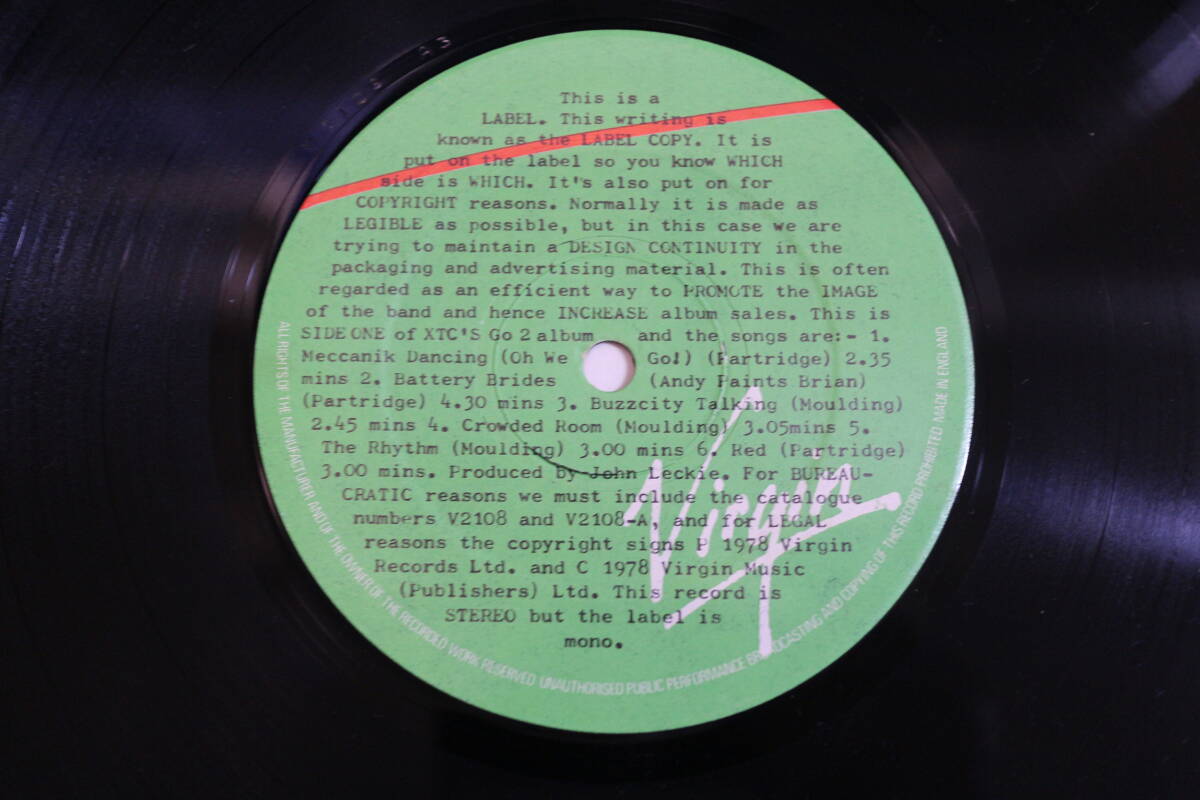 This is a
LABEL. This writing is
known as the LABEL COPY. It is
put on the label so you know WHICH
side is WHICH. It's also put on for
COPYRIGHT reasons. Normally it is made as
LEGIBLE as possible, but in this case we are
trying to maintain a DESIGN CONTINUITY in the
packaging and advertising material. This is often
regarded as an efficient way to PROMOTE the IMAGE
of the band and hence INCREASE album sales. This is
SIDE ONE of XTC'S Go 2 album and the songs are:- 1.
Meccanik Dancing (Oh We Go!) (Partridge) 2.35
mins 2. Battery Brides (Andy Paints Brian)
(Partridge) 4.30 mins 3. Buzzcity Talking (Moulding)
2.45 mins 4. Crowded Room (Moulding) 3.05mins 5.
The Rhythm (Moulding) 3.00 mins 6. Red (Partridge)
3.00 mins. Produced by John Leckie. For BUREAU-
CRATIC reasons we must include the catalogue
numbers V2108 and V2108-A, and for LEGAL
reasons the copyright signs P 1978 Virgin
Records Ltd. and C 1978 Virgin Music
(Publishers) Ltd. This record is
STEREO but the label is
mono.
Virgin
ALL RIGHTS OF THE MANUFACTURER AND OF THE OWNER OF THE RECORDED WORK RESERVED UNAUTHORISED PUBLIC PERFORMANCE BROADCASTING AND COPYING OF THIS RECORD PROHIBITED MADE IN ENGLAND